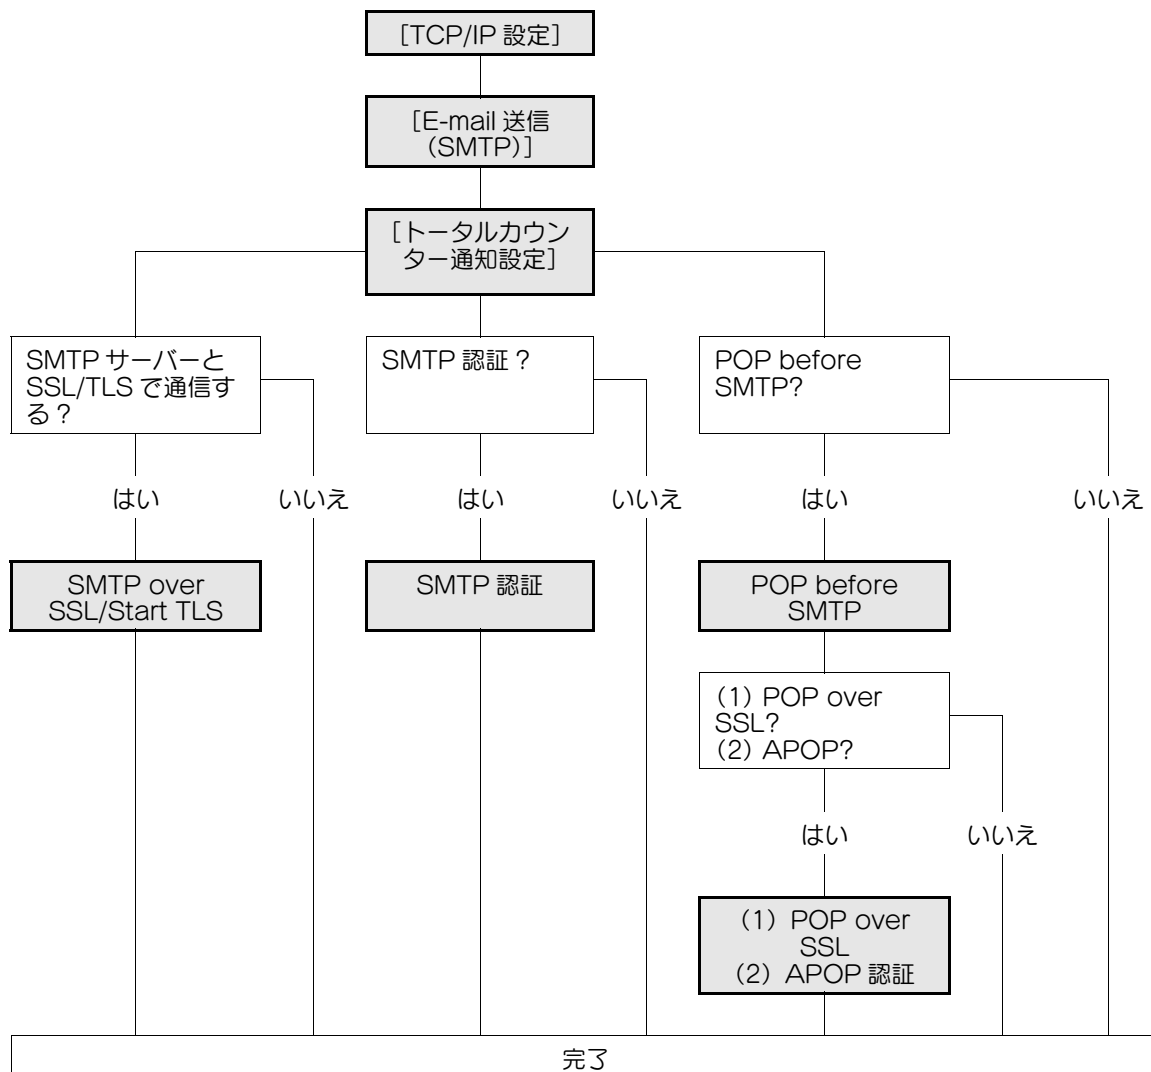 [TCP/IP 設定]
[E-mail 送信
(SMTP)]
[トータルカウン
ター通知設定]
SMTP サーバーと
SSL/TLS で通信す
る?
SMTP 認証?
POP before
SMTP?
はい
いいえ
はい
いいえ
はい
いいえ
SMTP over
SSL/Start TLS
SMTP 認証
POP before
SMTP
(1) POP over
SSL?
(2) APOP?
はい
いいえ
(1) POP over
SSL
(2) APOP 認証
完了